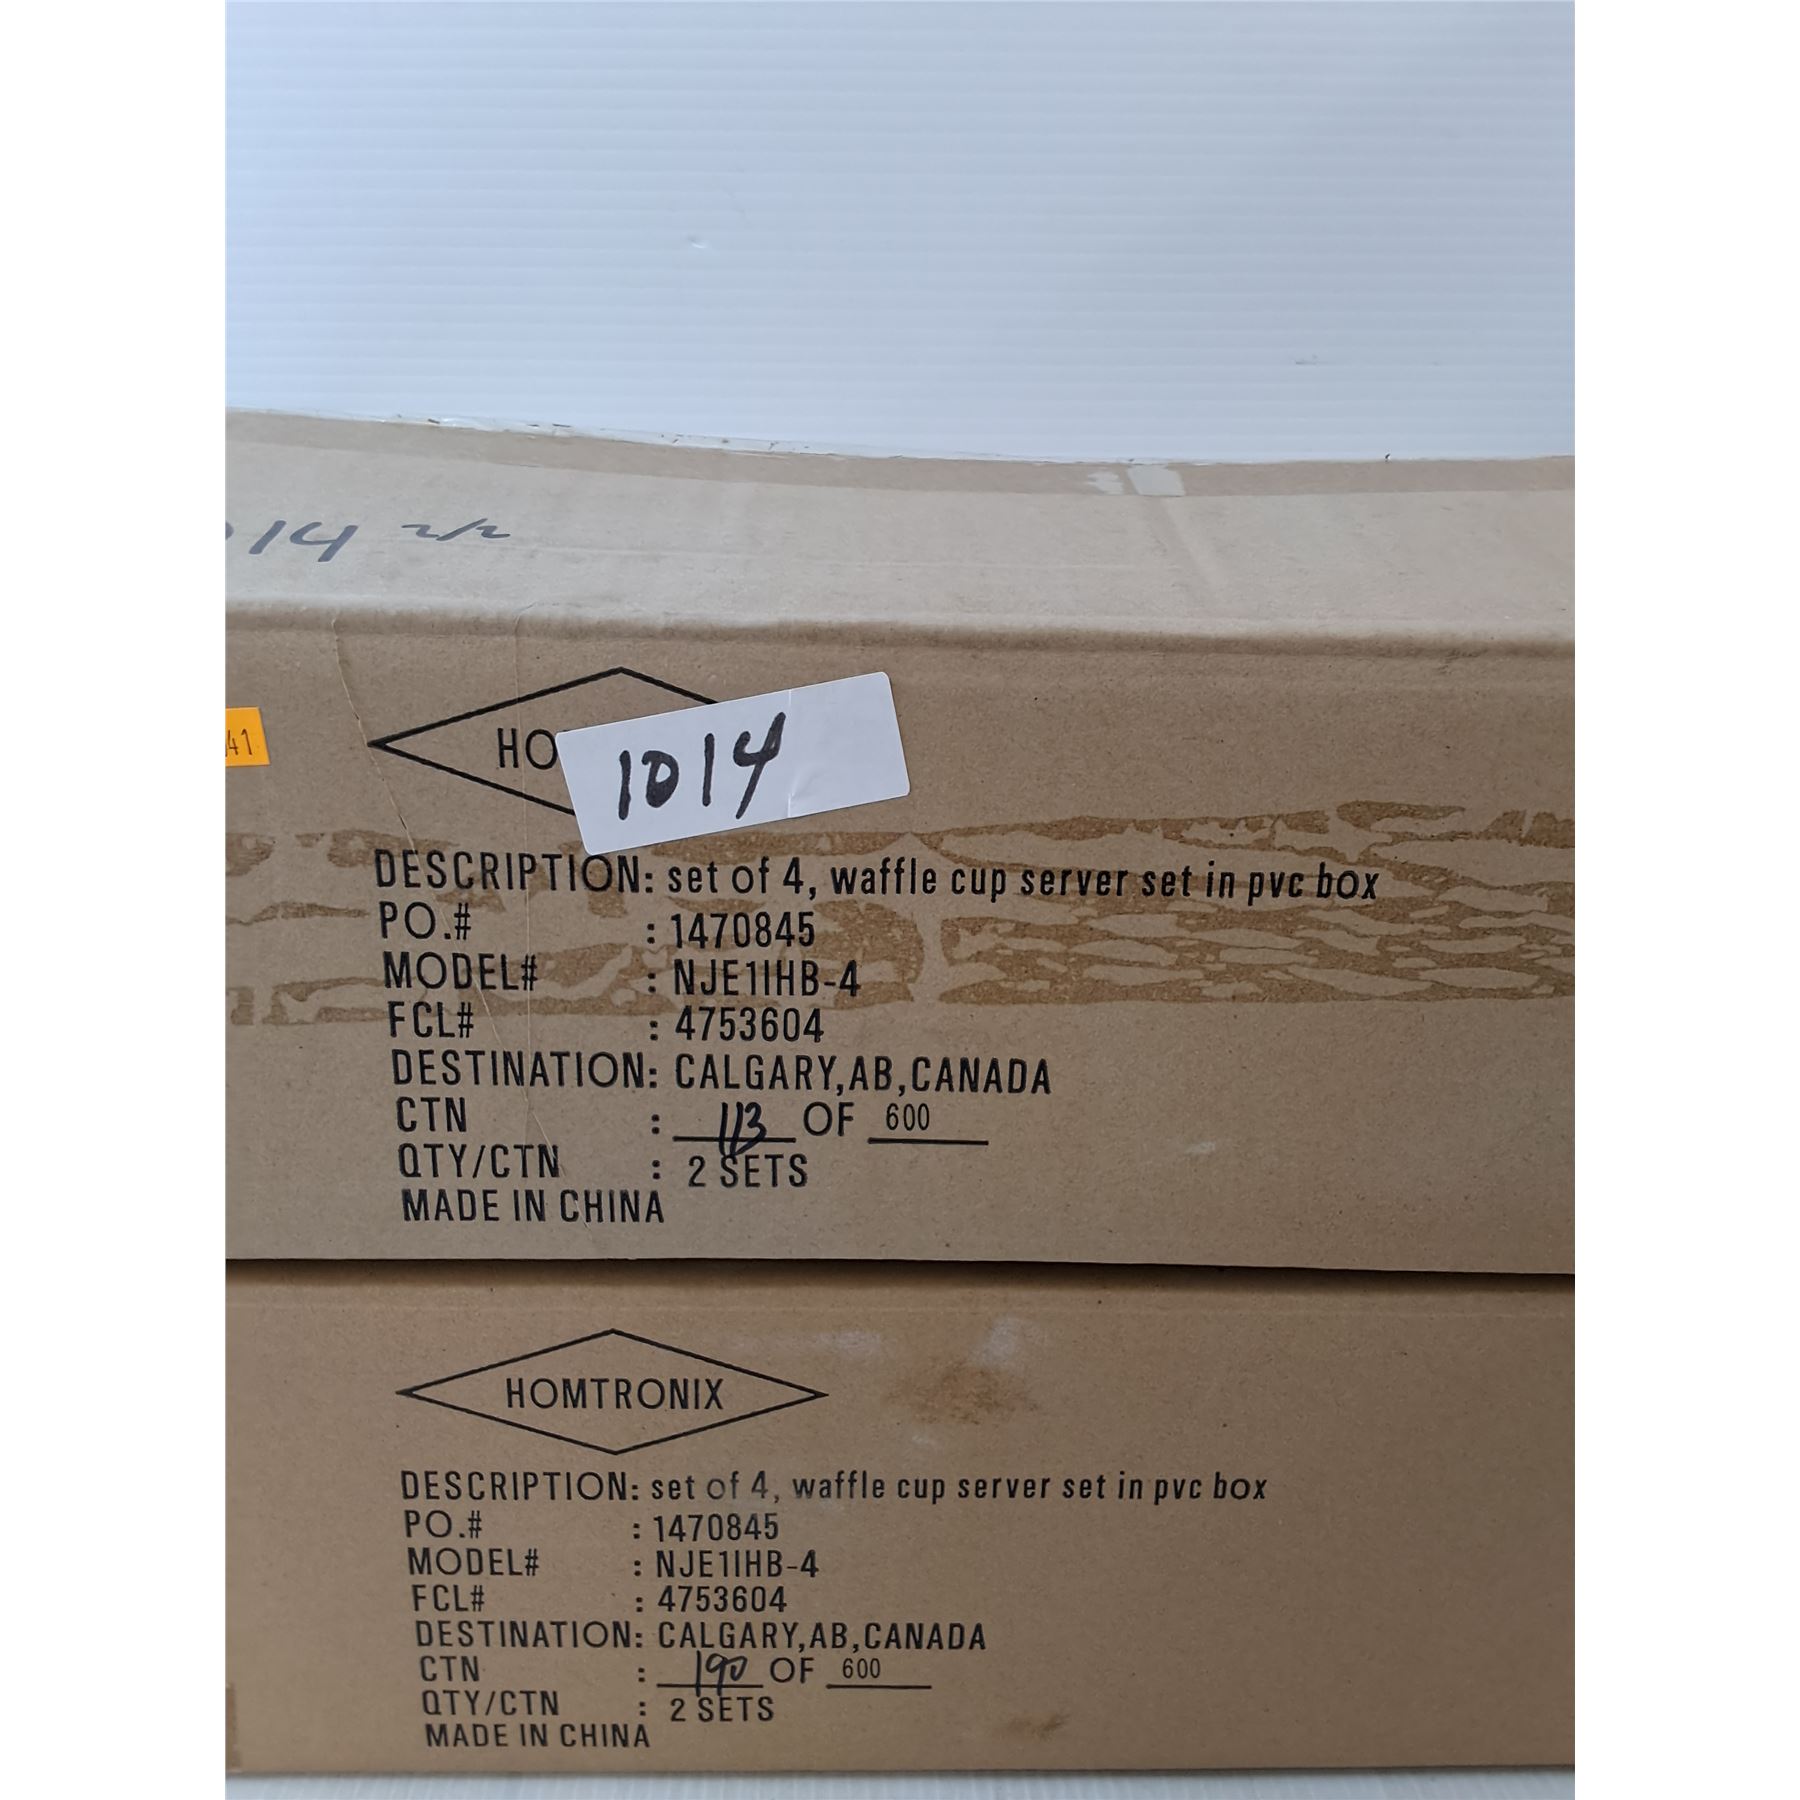 014 2/2
41
HO
1014
DESCRIPTION: set of 4, waffle cup server set in pvc box
PO.# : 1470845
MODEL# : NJE1IHB-4
FCL# : 4753604
DESTINATION: CALGARY,AB,CANADA
CTN : 113 OF 600
QTY/CTN : 2 SETS
MADE IN CHINA
HOMTRONIX
DESCRIPTION: set of 4, waffle cup server set in pvc box
PO.# : 1470845
MODEL# : NJE1IHB-4
FCL# : 4753604
DESTINATION: CALGARY,AB,CANADA
CTN : 190 OF 600
QTY/CTN : 2 SETS
MADE IN CHINA